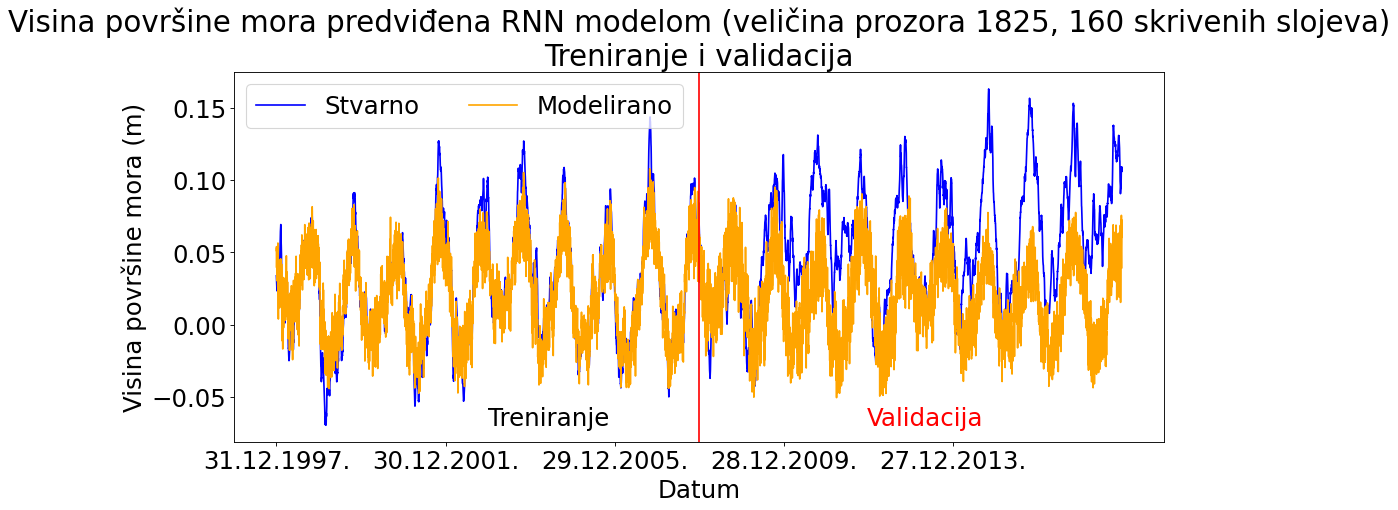 Visina površine mora predviđena RNN modelom (veličina prozora 1825, 160 skrivenih slojeva)
Treniranje i validacija
Stvarno
Modelirano
Visina površine mora (m)
0.15
0.10
0.05
0.00
−0.05
Treniranje
Validacija
31.12.1997.
30.12.2001.
29.12.2005.
28.12.2009.
27.12.2013.
Datum